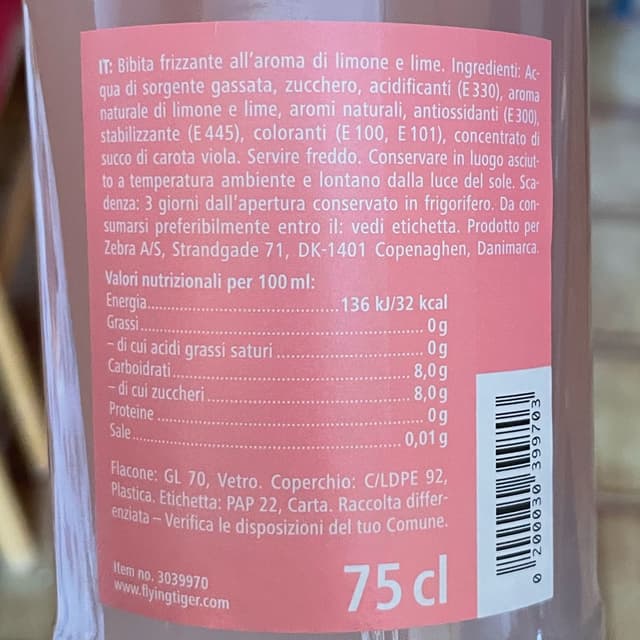 IT: Bibita frizzante all'aroma di limone e lime. Ingredienti: Ac-
qua di sorgente gassata, zucchero, acidificanti (E 330), aroma
naturale di limone e lime, aromi naturali, antiossidanti (E 300),
stabilizzante (E 445), coloranti (E 100, E 101), concentrato di
succo di carota viola. Servire freddo. Conservare in luogo asciut-
to a temperatura ambiente e lontano dalla luce del sole. Sca-
denza: 3 giorni dall'apertura conservato in frigorifero. Da con-
sumarsi preferibilmente entro il: vedi etichetta. Prodotto per
Zebra A/S, Strandgade 71, DK-1401 Copenaghen, Danimarca.
Valori nutrizionali per 100 ml:
Energia.......................................136 kJ/32 kcal
Grassi.......................................................0 g
– di cui acidi grassi saturi..............................0 g
Carboidrati...............................................8,0 g
– di cui zuccheri........................................8,0 g
Proteine....................................................0 g
Sale.......................................................0,01 g
Flacone: GL 70, Vetro. Coperchio: C/LDPE 92,
Plastica. Etichetta: PAP 22, Carta. Raccolta differ-
enziata – Verifica le disposizioni del tuo Comune.
Item no. 3039970
www.flyingtiger.com
75 cl
0 200030 399703